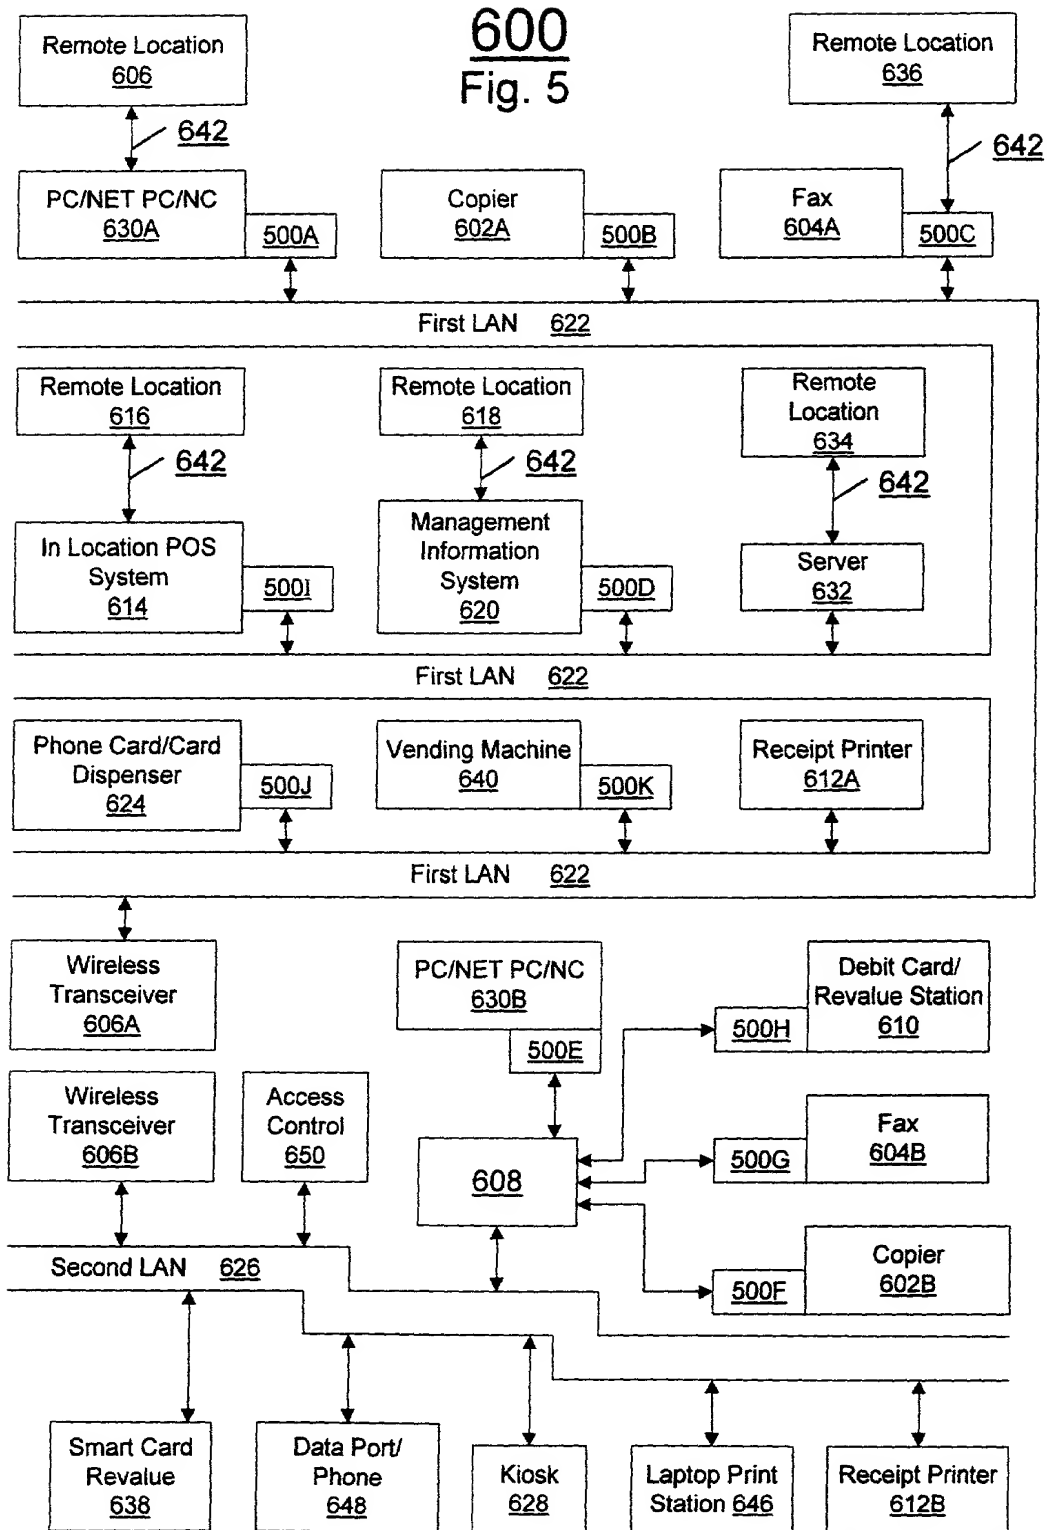 600
Fig. 5
Remote Location
606
642
Remote Location
636
642
PC/NET PC/NC
630A
500A
Copier
602A
500B
Fax
604A
500C
First LAN 622
Remote Location
616
642
Remote Location
618
642
Remote
Location
634
642
In Location POS
System
614
500I
Management
Information
System
620
500D
Server
632
First LAN 622
Phone Card/Card
Dispenser
624
500J
Vending Machine
640
500K
Receipt Printer
612A
First LAN 622
Wireless
Transceiver
606A
PC/NET PC/NC
630B
500E
Debit Card/
Revalue Station
610
500H
Wireless
Transceiver
606B
Access
Control
650
608
Fax
604B
500G
Copier
602B
500F
Second LAN 626
Smart Card
Revalue
638
Data Port/
Phone
648
Kiosk
628
Laptop Print
Station 646
Receipt Printer
612B